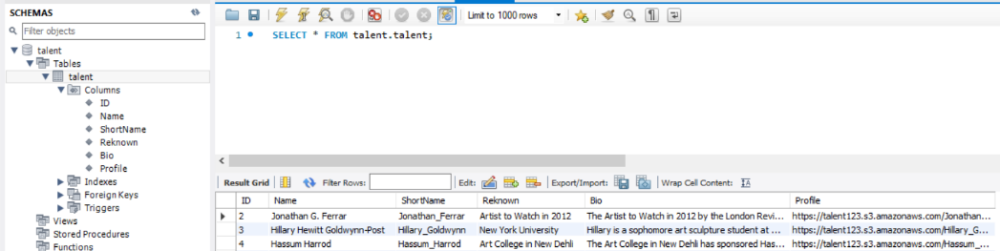 SCHEMAS
Filter objects
talent
Tables
talent
Columns
ID
Name
ShortName
Reknown
Bio
Profile
Indexes
Foreign Keys
Triggers
Views
Stored Procedures
Functions
Limit to 1000 rows
1 SELECT * FROM talent.talent;
Result Grid Filter Rows: Edit: Export/Import: Wrap Cell Content:
ID Name ShortName Reknown Bio Profile
2 Jonathan G. Ferrar Jonathan_Ferrar Artist to Watch in 2012 The Artist to Watch in 2012 by the London Revi... https://talent123.s3.amazonaws.com/Jonathan...
3 Hillary Hewitt Goldwynn-Post Hillary_Goldwynn New York University Hillary is a sophomore art sculpture student at ... https://talent123.s3.amazonaws.com/Hillary_G...
4 Hassum Harrod Hassum_Harrod Art College in New Dehli The Art College in New Dehli has sponsored Has... https://talent123.s3.amazonaws.com/Hassum_...